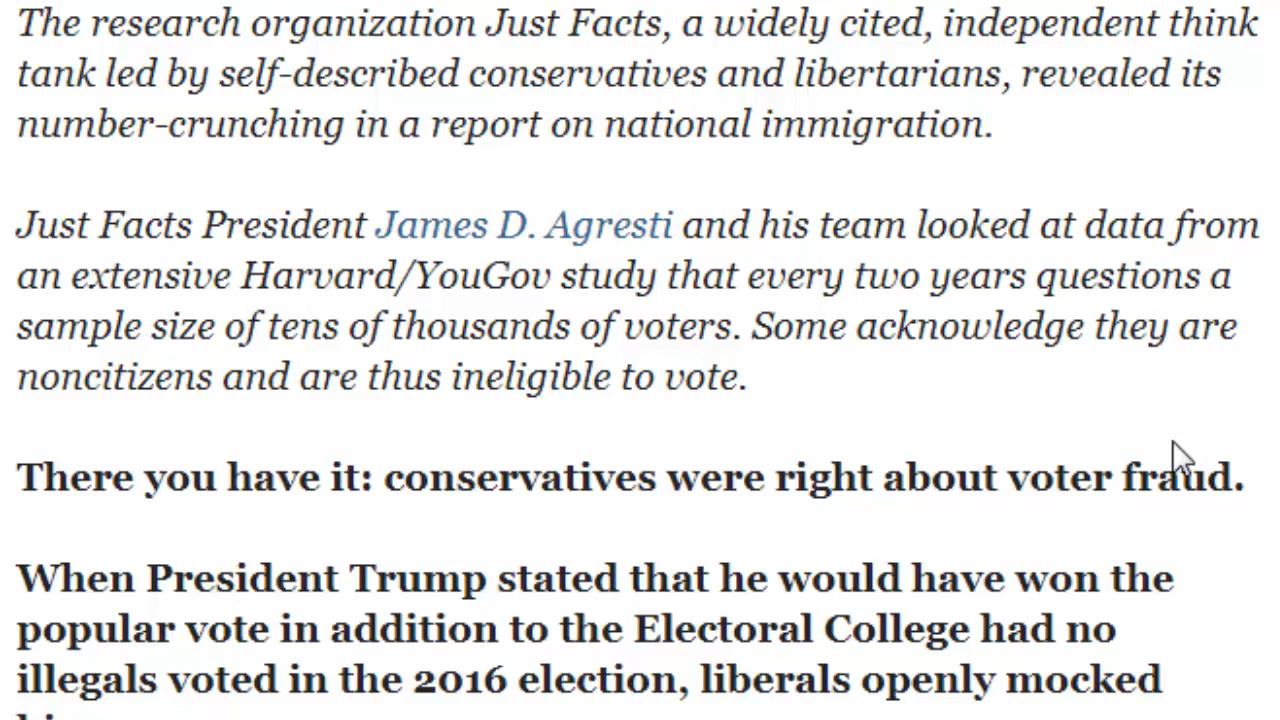 The research organization Just Facts, a widely cited, independent think
tank led by self-described conservatives and libertarians, revealed its
number-crunching in a report on national immigration.
Just Facts President James D. Agresti and his team looked at data from
an extensive Harvard/YouGov study that every two years questions a
sample size of tens of thousands of voters. Some acknowledge they are
noncitizens and are thus ineligible to vote.
There you have it: conservatives were right about voter fraud.
When President Trump stated that he would have won the
popular vote in addition to the Electoral College had no
illegals voted in the 2016 election, liberals openly mocked